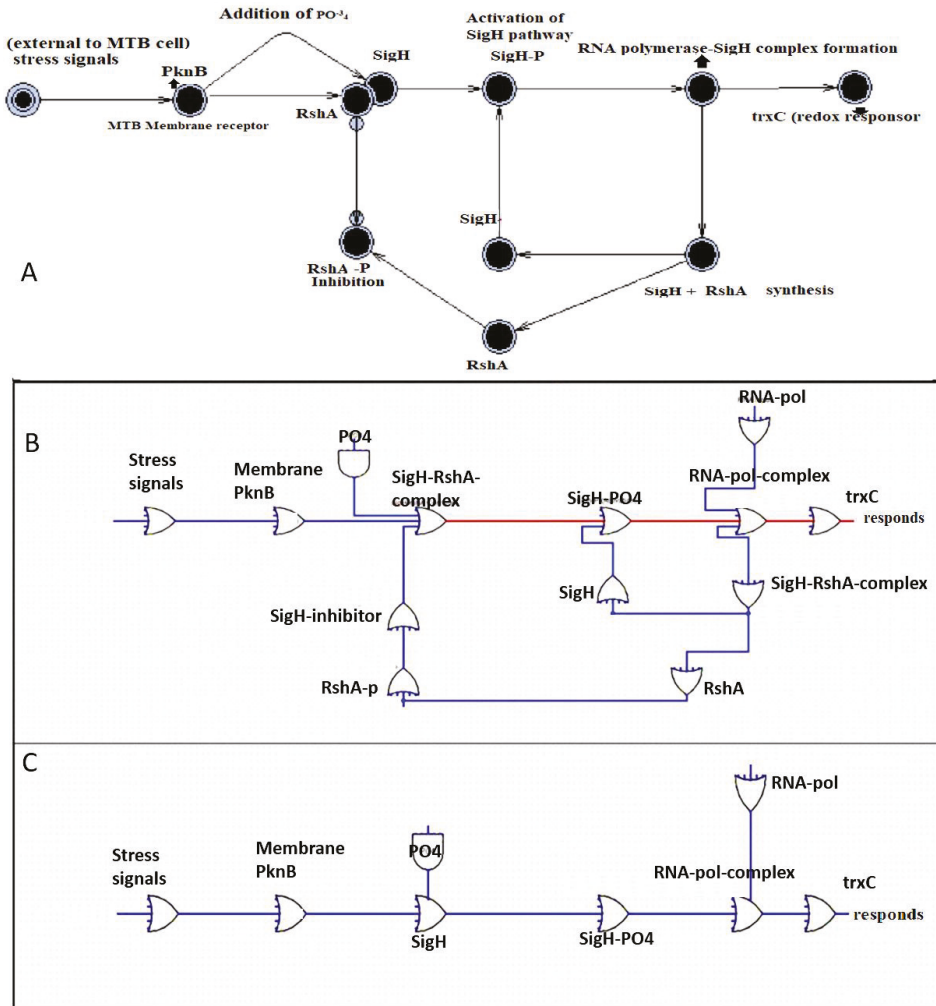 Addition of PO⁻³₄
(external to MTB cell)
stress signals
PknB
MTB Membrane receptor
SigH
RshA
Activation of
SigH pathway
SigH-P
RNA polymerase-SigH complex formation
trxC (redox responsor
SigH-
RshA -P
Inhibition
SigH + RshA synthesis
RshA
A
B
RNA-pol
PO4
Stress
signals
Membrane
PknB
SigH-RshA-
complex
SigH-PO4
RNA-pol-complex
trxC
responds
SigH-inhibitor
SigH
SigH-RshA-complex
RshA-p
RshA
C
RNA-pol
PO4
Stress
signals
Membrane
PknB
RNA-pol-complex
trxC
responds
SigH
SigH-PO4